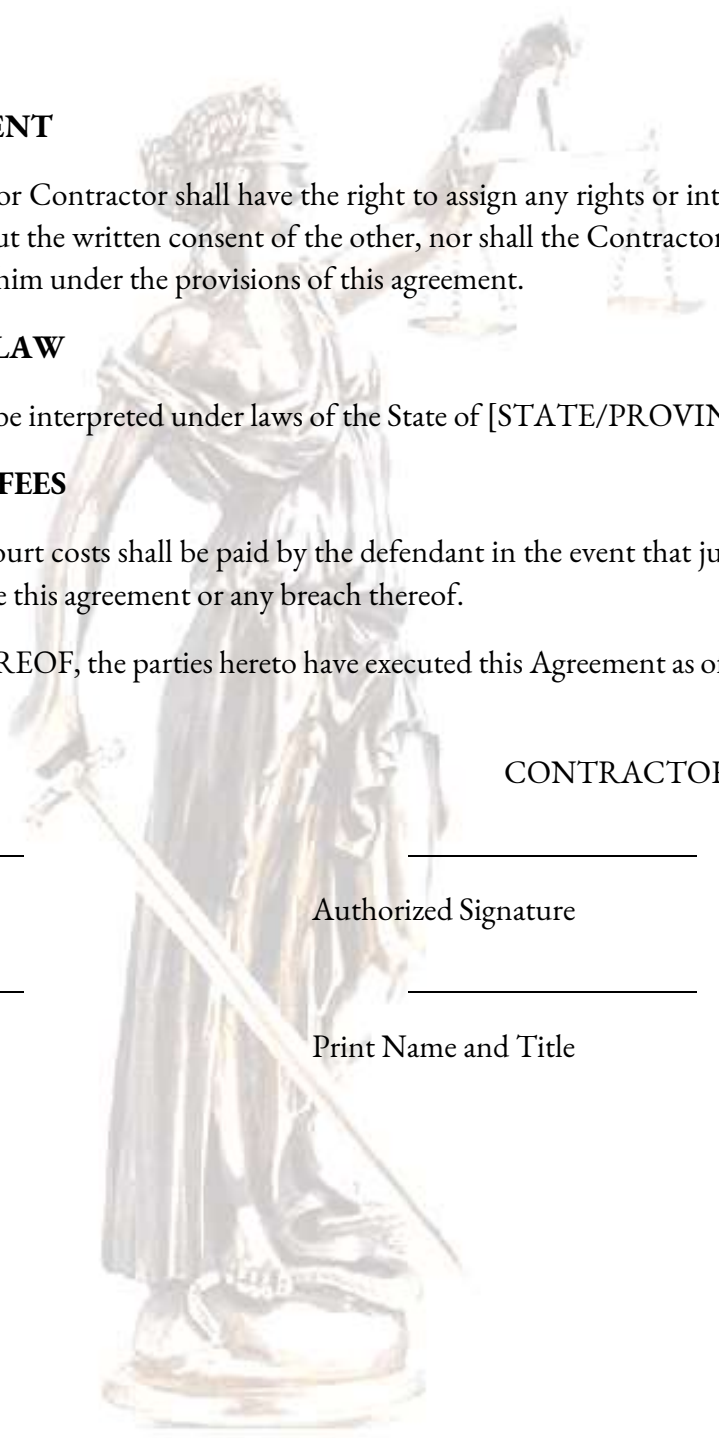 ENT
or Contractor shall have the right to assign any rights or int
ut the written consent of the other, nor shall the Contractor
him under the provisions of this agreement.
LAW
be interpreted under laws of the State of [STATE/PROVIN
FEES
ourt costs shall be paid by the defendant in the event that ju
e this agreement or any breach thereof.
REOF, the parties hereto have executed this Agreement as o
CONTRACTOR
Authorized Signature
Print Name and Title